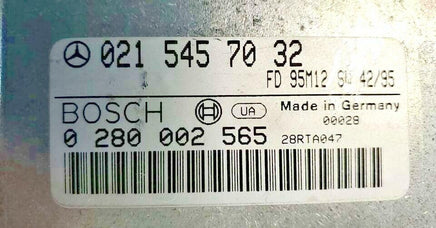 021 545 70 32
FD 95M12 SW 42/95
BOSCH UA Made in Germany
00028
0 280 002 565 28RTA047